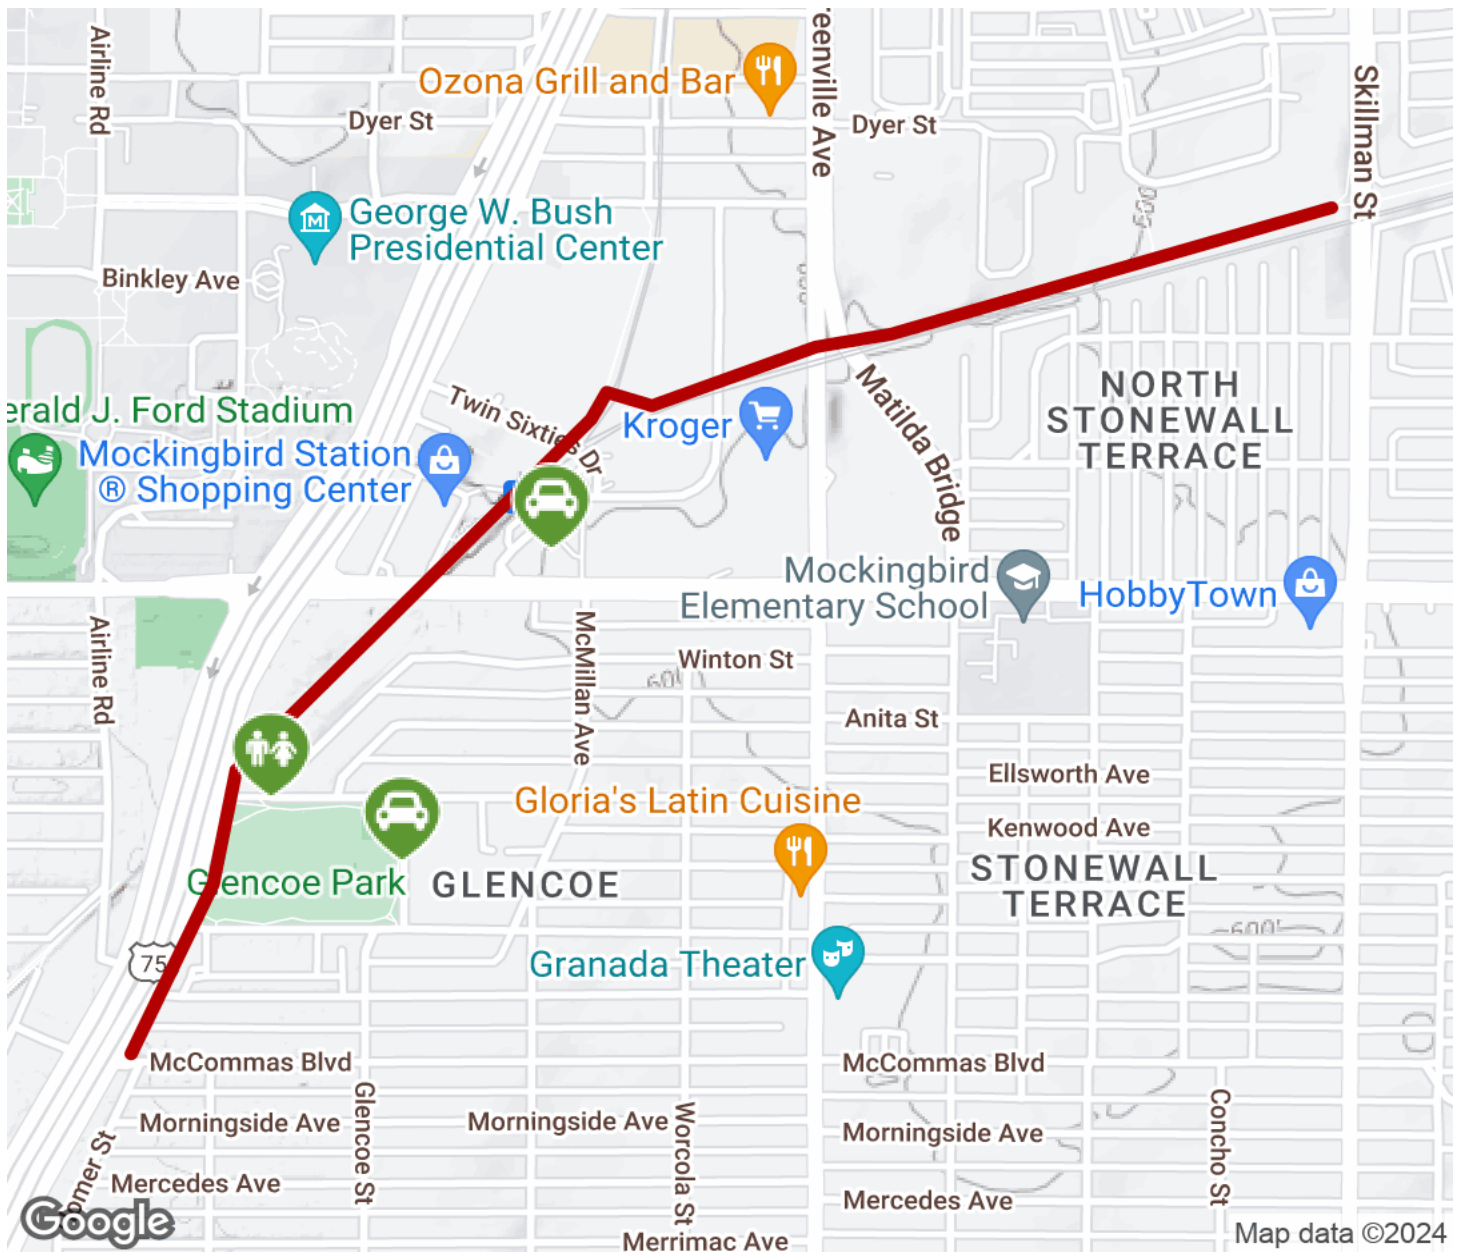 Airline Rd
Ozona Grill and Bar
Dyer St
eenville Ave
Dyer St
Skillman St
George W. Bush
Presidential Center
Binkley Ave
Twin Sixties Dr
erald J. Ford Stadium
Mockingbird Station
® Shopping Center
Kroger
Matilda Bridge
NORTH
STONEWALL
TERRACE
Mockingbird
Elementary School
HobbyTown
Airline Rd
McMillan Ave
Winton St
Anita St
Ellsworth Ave
Gloria's Latin Cuisine
Kenwood Ave
Glencoe Park
GLENCOE
STONEWALL
TERRACE
600'
75
Granada Theater
McCommas Blvd
McCommas Blvd
Glencoe St
Morningside Ave
Morningside Ave
Worcola St
Morningside Ave
Concho St
Mercedes Ave
Mercedes Ave
Google
Merrimac Ave
Map data ©2024